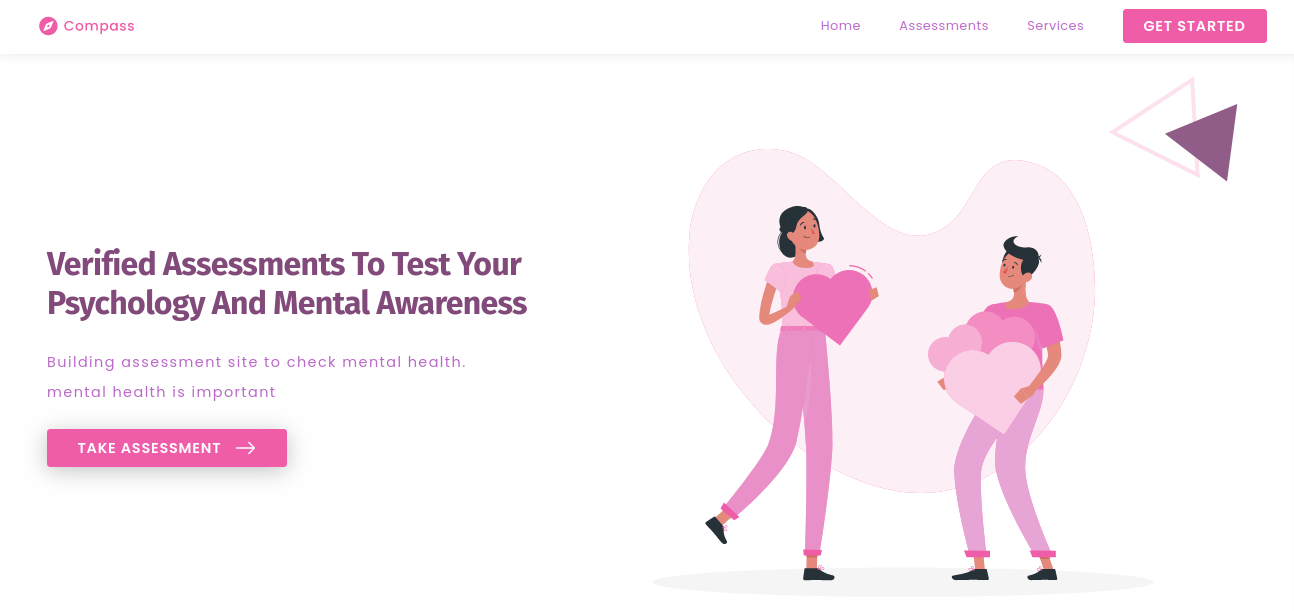 Compass
Home
Assessments
Services
GET STARTED
Verified Assessments To Test Your
Psychology And Mental Awareness
Building assessment site to check mental health.
mental health is important
TAKE ASSESSMENT